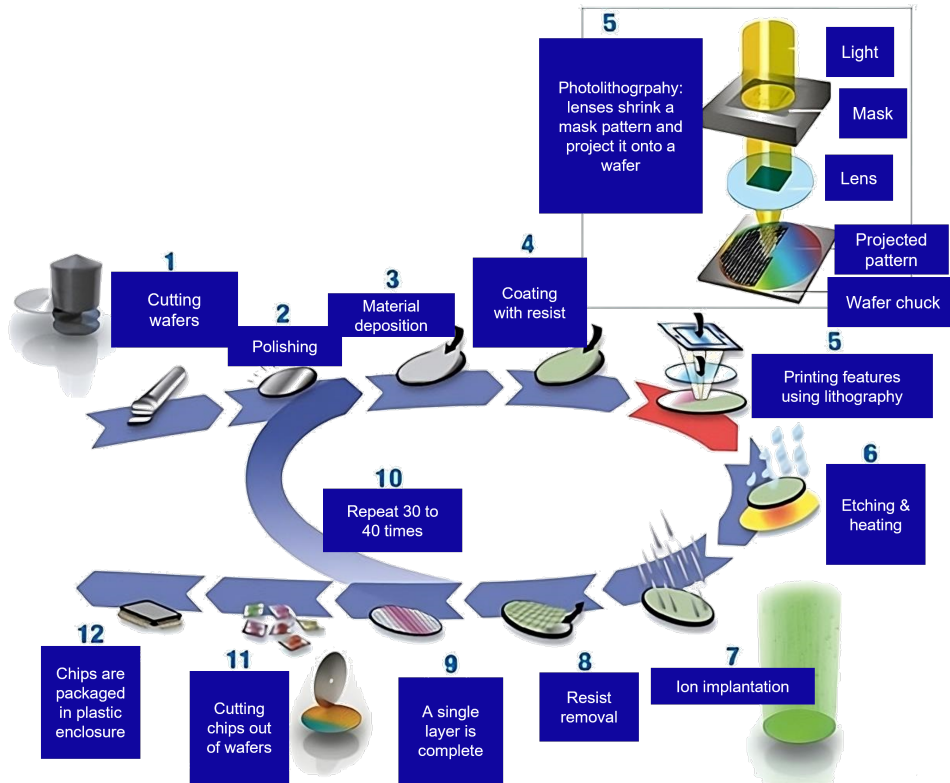 1
Cutting
wafers
2
Polishing
3
Material
deposition
4
Coating
with resist
5
Photolithogrpahy:
lenses shrink a
mask pattern and
project it onto a
wafer
Light
Mask
Lens
Projected
pattern
Wafer chuck
5
Printing features
using lithography
6
Etching &
heating
7
Ion implantation
8
Resist
removal
9
A single
layer is
complete
10
Repeat 30 to
40 times
11
Cutting
chips out
of wafers
12
Chips are
packaged
in plastic
enclosure